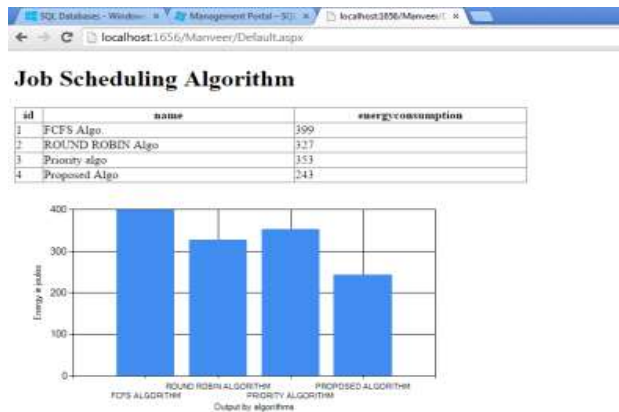 SQL Databases - Window
Management Portal – SQL
localhost:1656/Manveer/
localhost:1656/Manveer/Default.aspx
Job Scheduling Algorithm
id name energyconsumption
1 FCFS Algo 399
2 ROUND ROBIN Algo 327
3 Priority algo 353
4 Proposed Algo 243
400
300
200
100
0
Energy in joules
ROUND ROBIN ALGORITHM PROPOSED ALGORITHM
FCFS ALGORITHM PRIORITY ALGORITHM
Output by algorithms